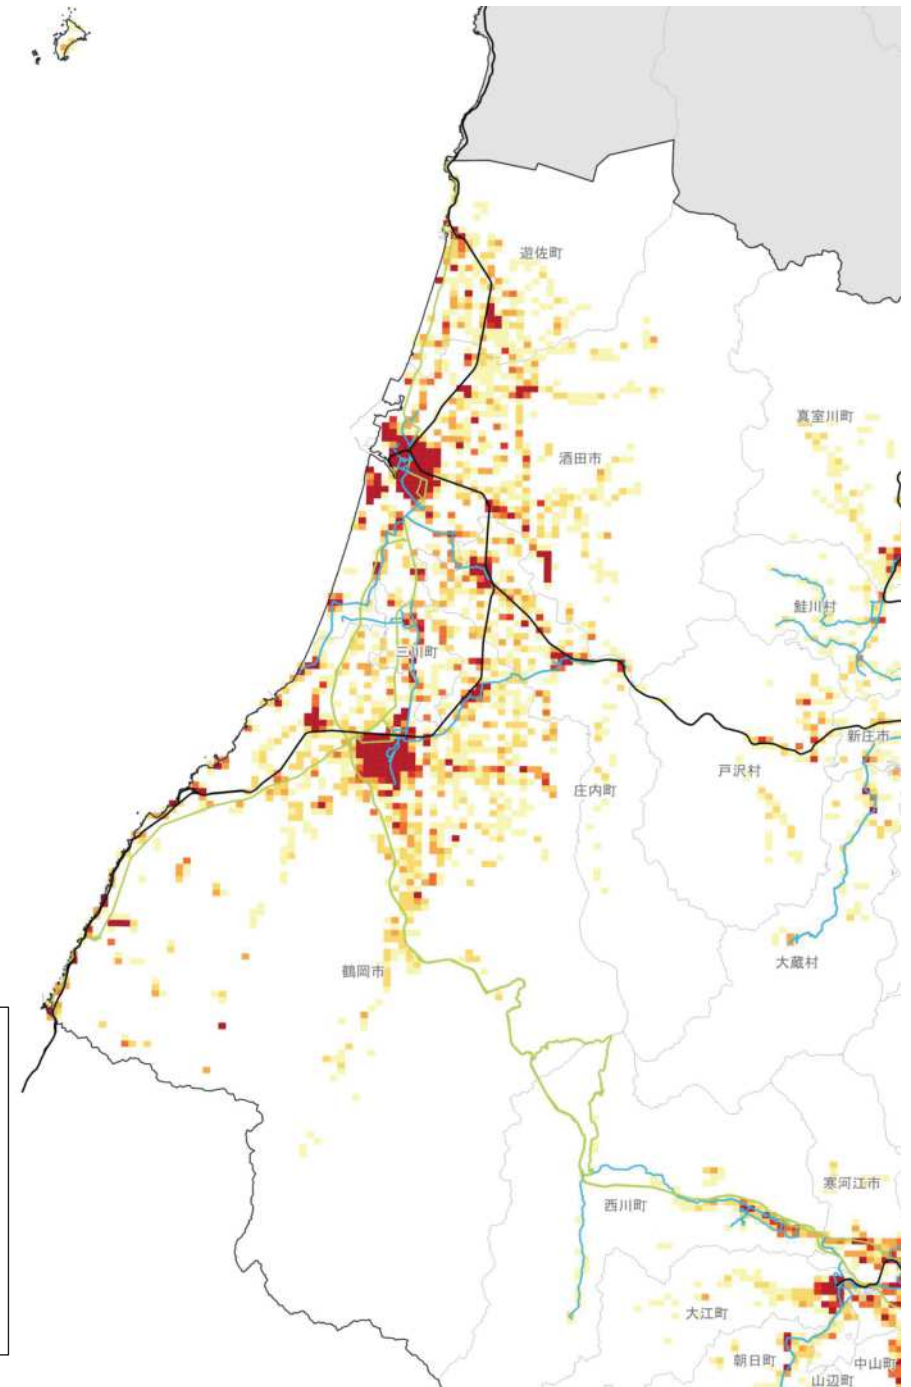 遊佐町
真室川町
酒田市
鮭川村
三川町
新庄市
戸沢村
庄内町
大蔵村
鶴岡市
寒河江市
西川町
大江町
朝日町
中山町
山辺町